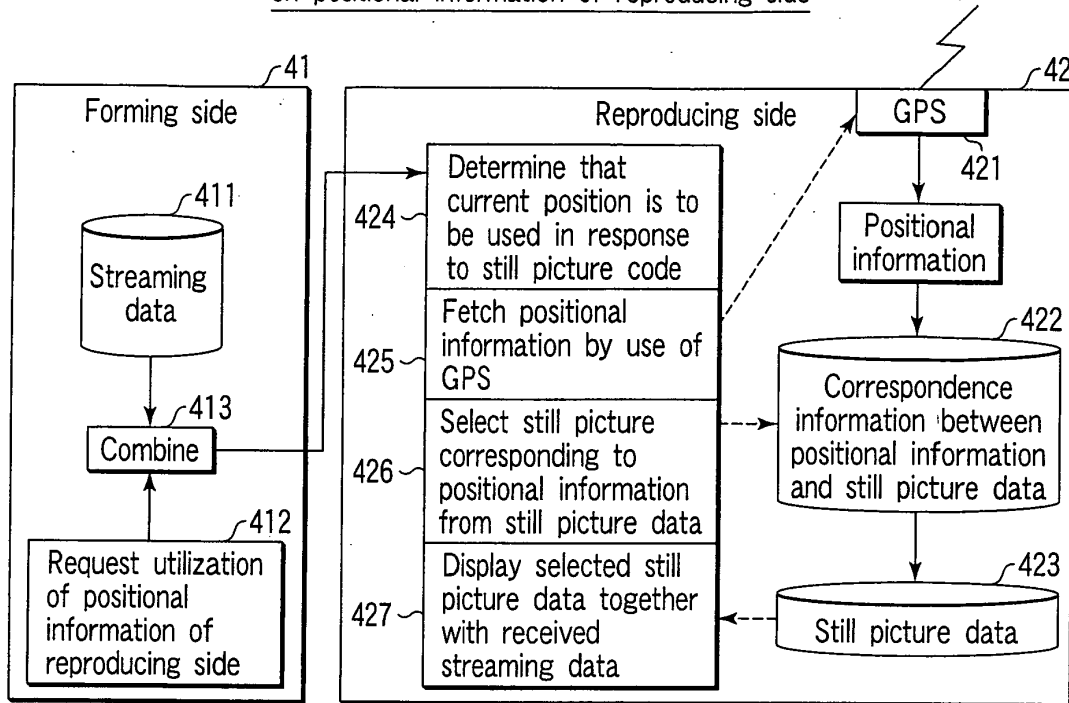 on positional information of reproducing side
41
Forming side
411
Streaming
data
413
Combine
412
Request utilization
of positional
information of
reproducing side
42
Reproducing side
GPS
421
424
Determine that
current position is to
be used in response
to still picture code
425
Fetch positional
information by use of
GPS
426
Select still picture
corresponding to
positional information
from still picture data
427
Display selected still
picture data together
with received
streaming data
Positional
information
422
Correspondence
information between
positional information
and still picture data
423
Still picture data